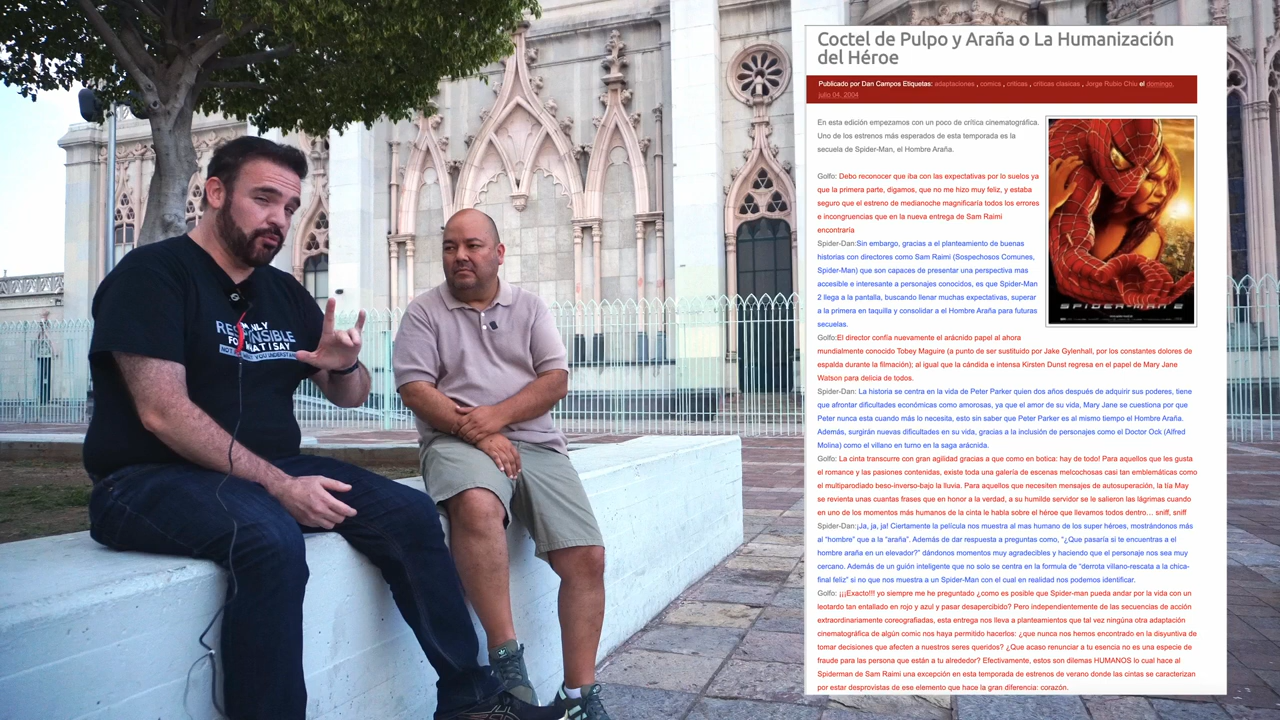 Coctel de Pulpo y Araña o La Humanización
del Héroe
Publicado por Dan Campos Etiquetas: adaptaciones , comics , criticas , criticas clasicas , Jorge Rubio Chiu el domingo,
julio 04, 2004
En esta edición empezamos con un poco de crítica cinematográfica.
Uno de los estrenos más esperados de esta temporada es la
secuela de Spider-Man, el Hombre Araña.
Golfo: Debo reconocer que iba con las expectativas por lo suelos ya
que la primera parte, digamos, que no me hizo muy feliz, y estaba
seguro que el estreno de medianoche magnificaría todos los errores
e incongruencias que en la nueva entrega de Sam Raimi
encontraría
Spider-Dan:Sin embargo, gracias a el planteamiento de buenas
historias con directores como Sam Raimi (Sospechosos Comunes,
Spider-Man) que son capaces de presentar una perspectiva mas
accesible e interesante a personajes conocidos, es que Spider-Man
2 llega a la pantalla, buscando llenar muchas expectativas, superar
a la primera en taquilla y consolidar a el Hombre Araña para futuras
secuelas.
Golfo:El director confía nuevamente el arácnido papel al ahora
mundialmente conocido Tobey Maguire (a punto de ser sustituido por Jake Gylenhall, por los constantes dolores de
espalda durante la filmación); al igual que la cándida e intensa Kirsten Dunst regresa en el papel de Mary Jane
Watson para delicia de todos.
Spider-Dan: La historia se centra en la vida de Peter Parker quien dos años después de adquirir sus poderes, tiene
que afrontar dificultades económicas como amorosas, ya que el amor de su vida, Mary Jane se cuestiona por que
Peter nunca esta cuando más lo necesita, esto sin saber que Peter Parker es al mismo tiempo el Hombre Araña.
Además, surgirán nuevas dificultades en su vida, gracias a la inclusión de personajes como el Doctor Ock (Alfred
Molina) como el villano en turno en la saga arácnida.
Golfo: La cinta transcurre con gran agilidad gracias a que como en botica: hay de todo! Para aquellos que les gusta
el romance y las pasiones contenidas, existe toda una galería de escenas melcochosas casi tan emblemáticas como
el multiparodiado beso-inverso-bajo la lluvia. Para aquellos que necesiten mensajes de autosuperación, la tía May
se revienta unas cuantas frases que en honor a la verdad, a su humilde servidor se le salieron las lágrimas cuando
en uno de los momentos más humanos de la cinta le habla sobre el héroe que llevamos todos dentro… sniff, sniff
Spider-Dan:¡Ja, ja, ja! Ciertamente la película nos muestra al mas humano de los super héroes, mostrándonos más
al "hombre" que a la "araña". Además de dar respuesta a preguntas como, "¿Que pasaría si te encuentras a el
hombre araña en un elevador?" dándonos momentos muy agradecibles y haciendo que el personaje nos sea muy
cercano. Además de un guión inteligente que no solo se centra en la formula de "derrota villano-rescata a la chica-
final feliz" si no que nos muestra a un Spider-Man con el cual en realidad nos podemos identificar.
Golfo: ¡¡¡Exacto!!! yo siempre me he preguntado ¿como es posible que Spider-man pueda andar por la vida con un
leotardo tan entallado en rojo y azul y pasar desapercibido? Pero independientemente de las secuencias de acción
extraordinariamente coreografiadas, esta entrega nos lleva a planteamientos que tal vez ningúna otra adaptación
cinematográfica de algún comic nos haya permitido hacerlos: ¿que nunca nos hemos encontrado en la disyuntiva de
tomar decisiones que afecten a nuestros seres queridos? ¿Que acaso renunciar a tu esencia no es una especie de
fraude para las persona que están a tu alrededor? Efectivamente, estos son dilemas HUMANOS lo cual hace al
Spiderman de Sam Raimi una excepción en esta temporada de estrenos de verano donde las cintas se caracterizan
por estar desprovistas de ese elemento que hace la gran diferencia: corazón.
SPIDER-MAN 2